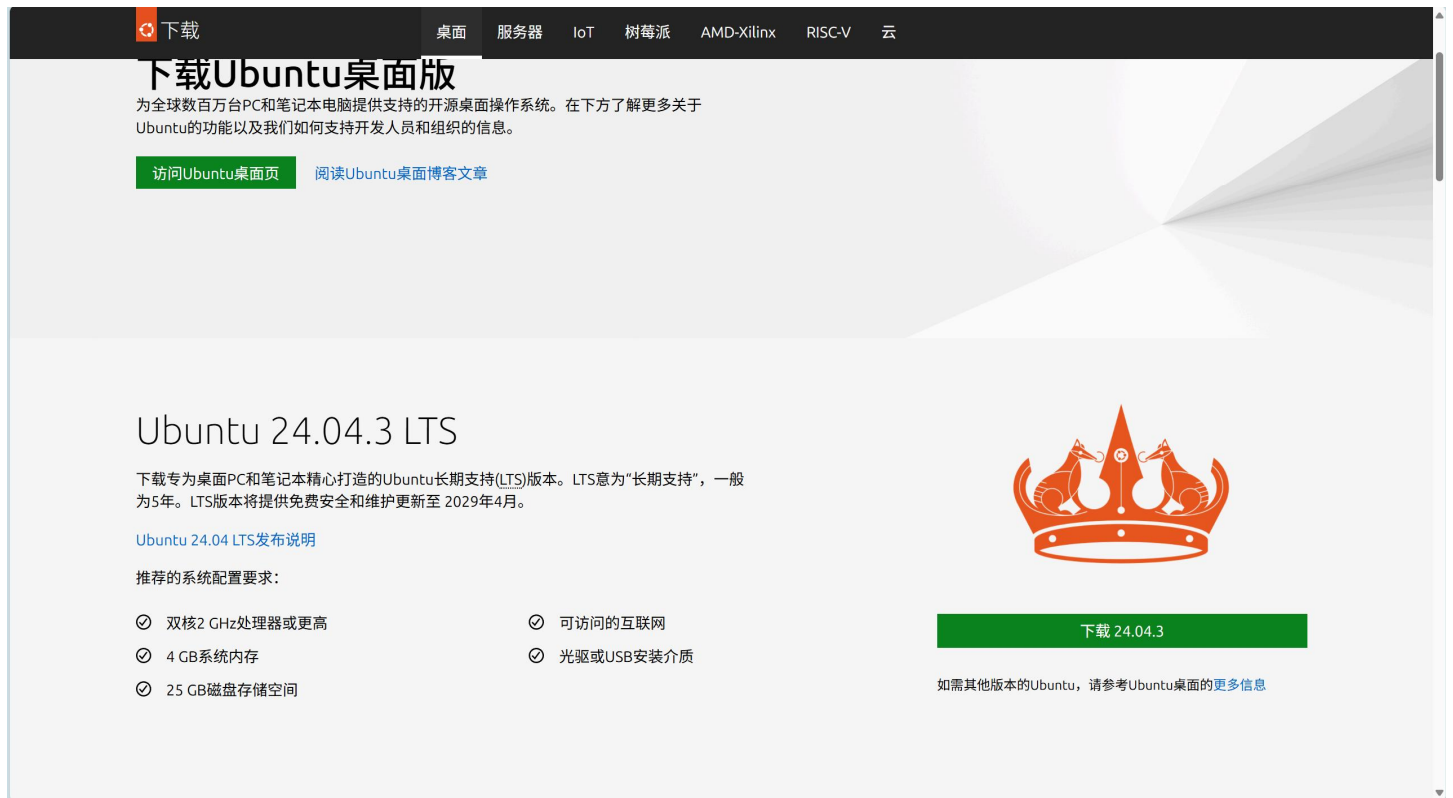 下载
桌面 服务器 IoT 树莓派 AMD-Xilinx RISC-V 云
下载Ubuntu桌面版
为全球数百万台PC和笔记本电脑提供支持的开源桌面操作系统。在下方了解更多关于
Ubuntu的功能以及我们如何支持开发人员和组织的信息。
访问Ubuntu桌面页 阅读Ubuntu桌面博客文章
Ubuntu 24.04.3 LTS
下载专为桌面PC和笔记本精心打造的Ubuntu长期支持(LTS)版本。LTS意为“长期支持”，一般
为5年。LTS版本将提供免费安全和维护更新至 2029年4月。
Ubuntu 24.04 LTS发布说明
推荐的系统配置要求：
双核2 GHz处理器或更高
4 GB系统内存
25 GB磁盘存储空间
可访问的互联网
光驱或USB安装介质
下载 24.04.3
如需其他版本的Ubuntu，请参考Ubuntu桌面的更多信息